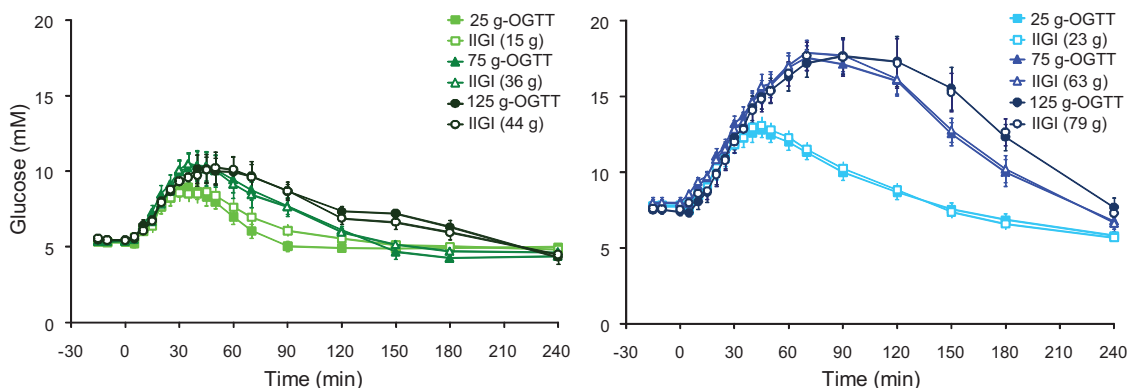 20
15
10
5
0
Glucose (mM)
-30 0 30 60 90 120 150 180 210 240
Time (min)
25 g-OGTT
IIGI (15 g)
75 g-OGTT
IIGI (36 g)
125 g-OGTT
IIGI (44 g)
20
15
10
5
0
-30 0 30 60 90 120 150 180 210 240
Time (min)
25 g-OGTT
IIGI (23 g)
75 g-OGTT
IIGI (63 g)
125 g-OGTT
IIGI (79 g)